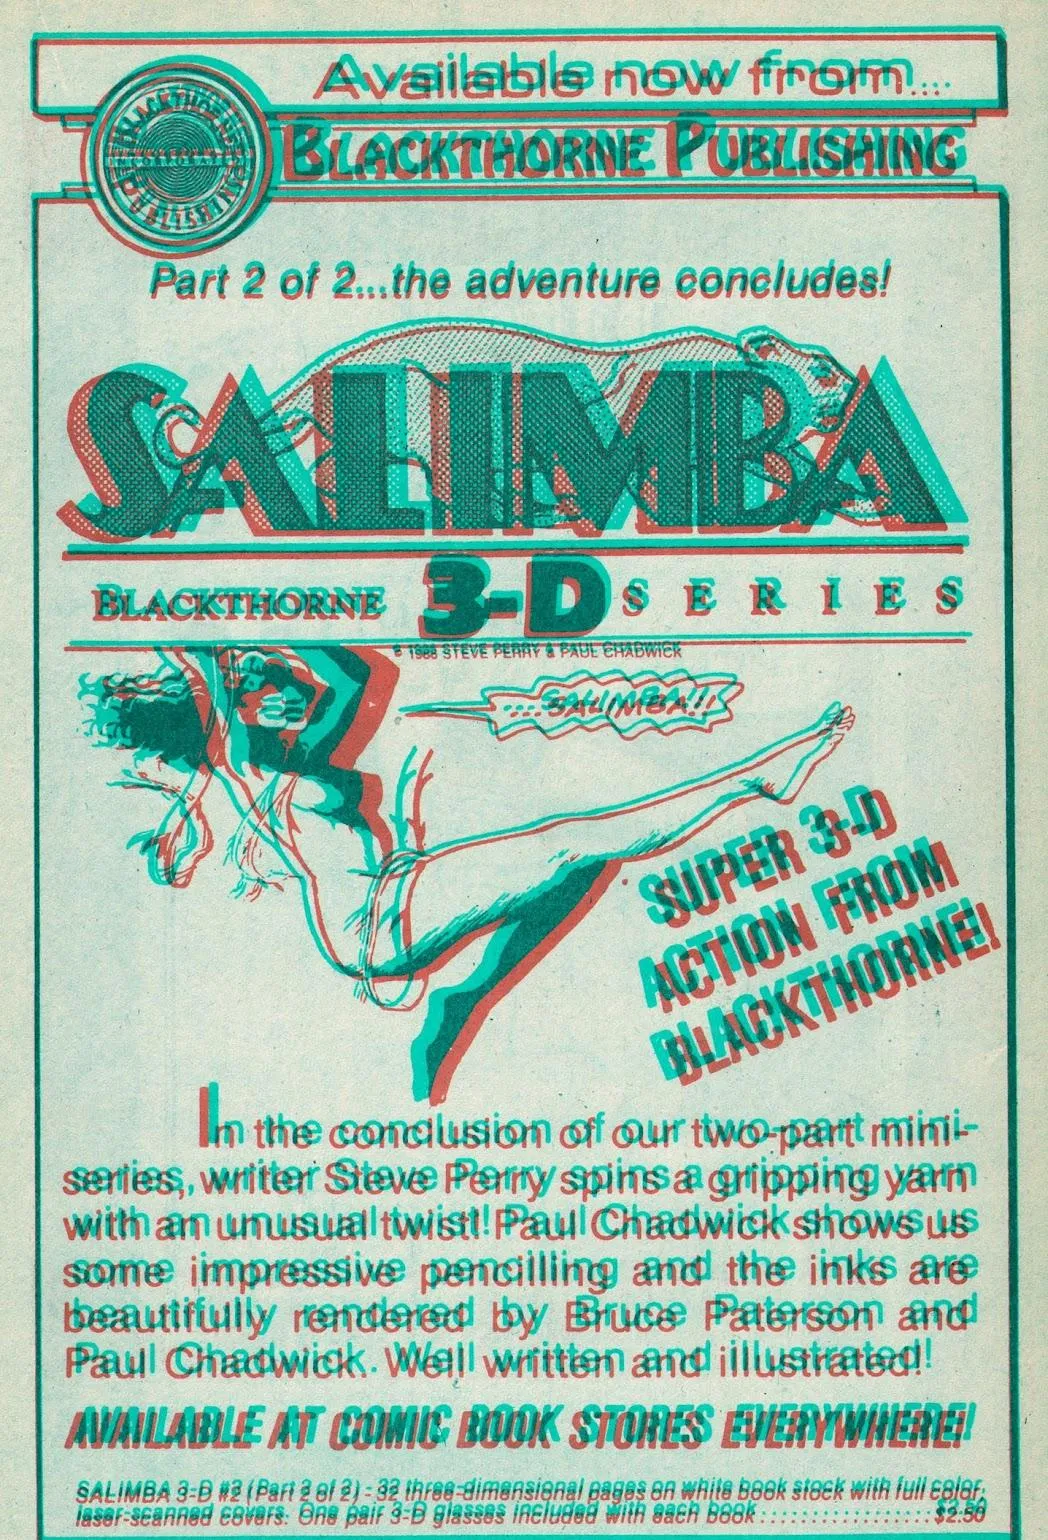 Available now from....
BLACKTHORNE PUBLISHING
BLACKTHORNE
INCORPORATED
PUBLISHING
Part 2 of 2...the adventure concludes!
SALIMBA
BLACKTHORNE 3-D SERIES
© 1988 STEVE PERRY & PAUL CHADWICK
...SALIMBA!!
SUPER 3-D
ACTION FROM
BLACKTHORNE!
In the conclusion of our two-part mini-
series, writer Steve Perry spins a gripping yarn
with an unusual twist! Paul Chadwick shows us
some impressive pencilling and the inks are
beautifully rendered by Bruce Paterson and
Paul Chadwick. Well written and illustrated!
AVAILABLE AT COMIC BOOK STORES EVERYWHERE!
SALIMBA 3-D #2 (Part 2 of 2) - 32 three-dimensional pages on white book stock with full color,
laser-scanned covers. One pair 3-D glasses included with each book..................$2.50